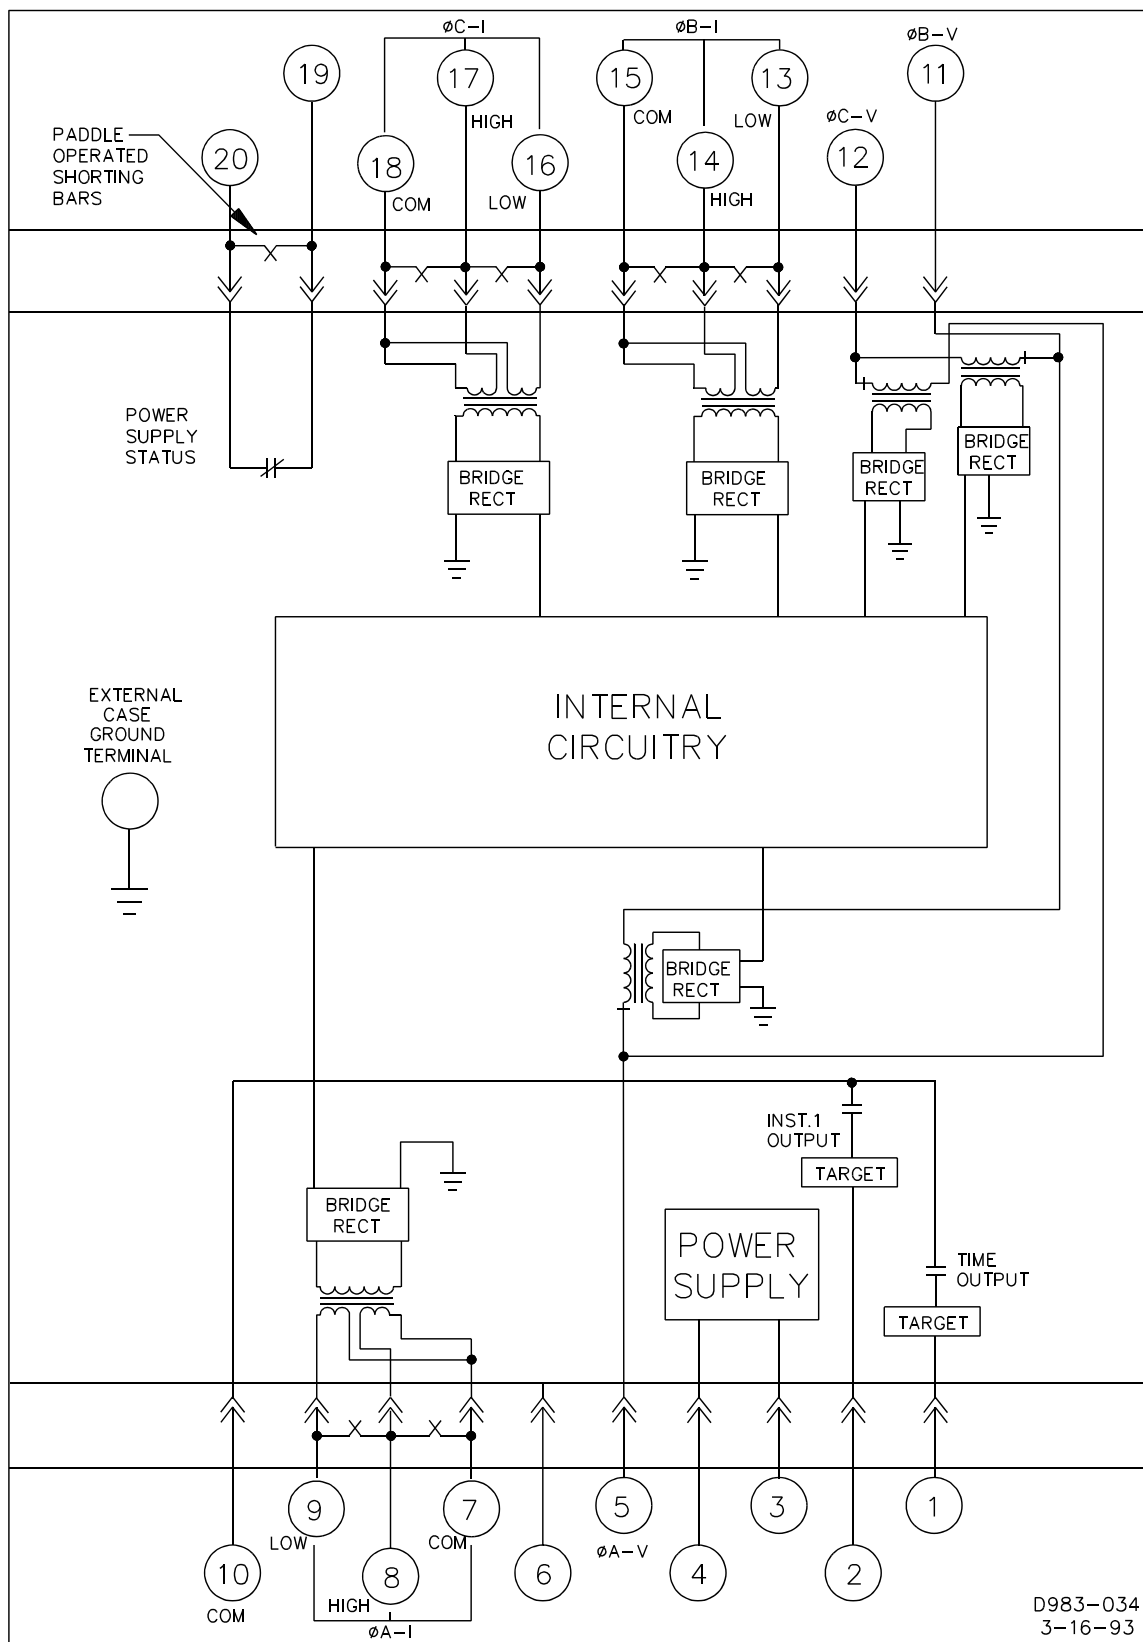 øC-I
øB-I
øB-V
19
17
15
13
11
PADDLE
OPERATED
SHORTING
BARS
20
HIGH
COM
LOW
øC-V
18
16
14
12
COM
LOW
HIGH
POWER
SUPPLY
STATUS
BRIDGE
RECT
BRIDGE
RECT
BRIDGE
RECT
BRIDGE
RECT
INTERNAL
CIRCUITRY
EXTERNAL
CASE
GROUND
TERMINAL
BRIDGE
RECT
INST.1
OUTPUT
TARGET
BRIDGE
RECT
POWER
SUPPLY
TIME
OUTPUT
TARGET
9
7
5
3
1
LOW
COM
øA-V
10
8
6
4
2
COM
HIGH
øA-I
D983-034
3-16-93